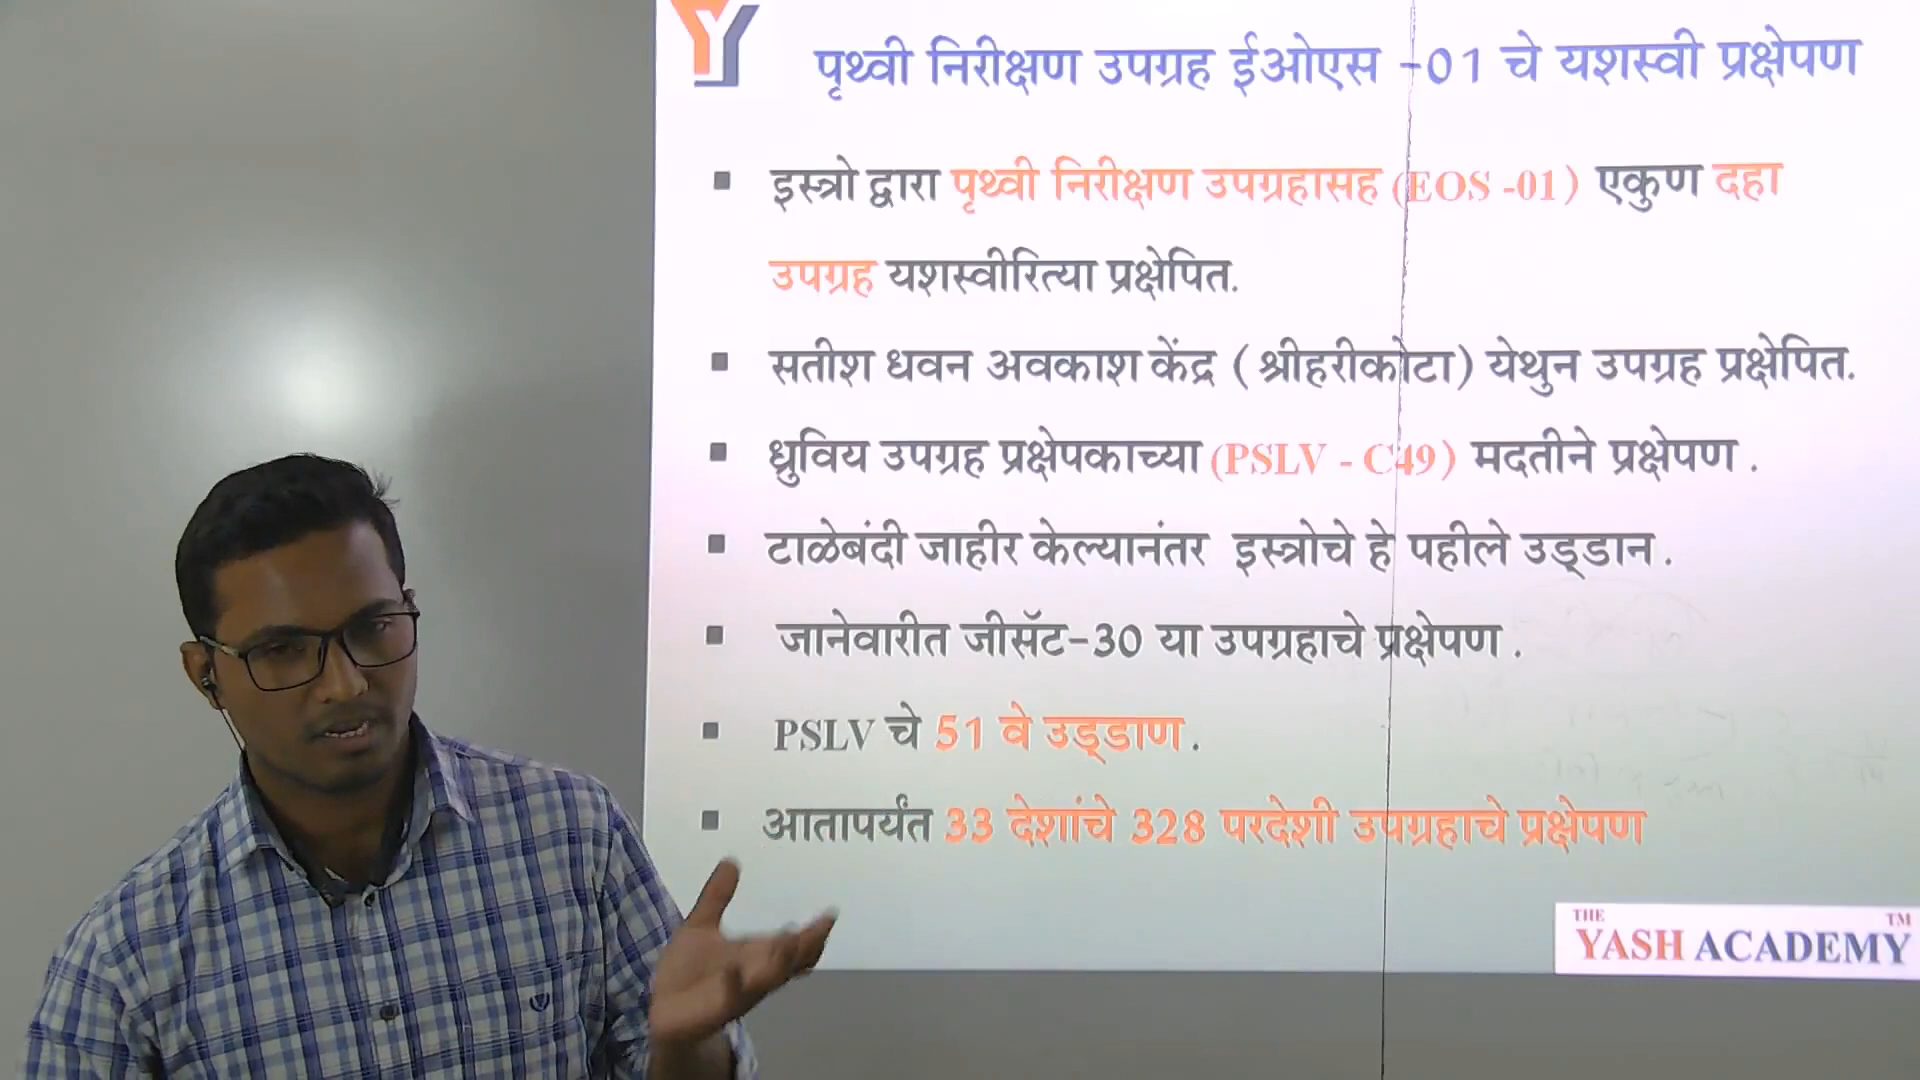 पृथ्वी निरीक्षण उपग्रह ईओएस -01 चे यशस्वी प्रक्षेपण
▪ इस्त्रो द्वारा पृथ्वी निरीक्षण उपग्रहासह (EOS -01) एकुण दहा
उपग्रह यशस्वीरित्या प्रक्षेपित.
▪ सतीश धवन अवकाश केंद्र ( श्रीहरीकोटा) येथुन उपग्रह प्रक्षेपित.
▪ ध्रुविय उपग्रह प्रक्षेपकाच्या (PSLV - C49) मदतीने प्रक्षेपण .
▪ टाळेबंदी जाहीर केल्यानंतर इस्त्रोचे हे पहीले उड्डान .
▪ जानेवारीत जीसॅट-30 या उपग्रहाचे प्रक्षेपण .
▪ PSLV चे 51 वे उड्डाण .
▪ आतापर्यंत 33 देशांचे 328 परदेशी उपग्रहाचे प्रक्षेपण
THE
YASH ACADEMY TM